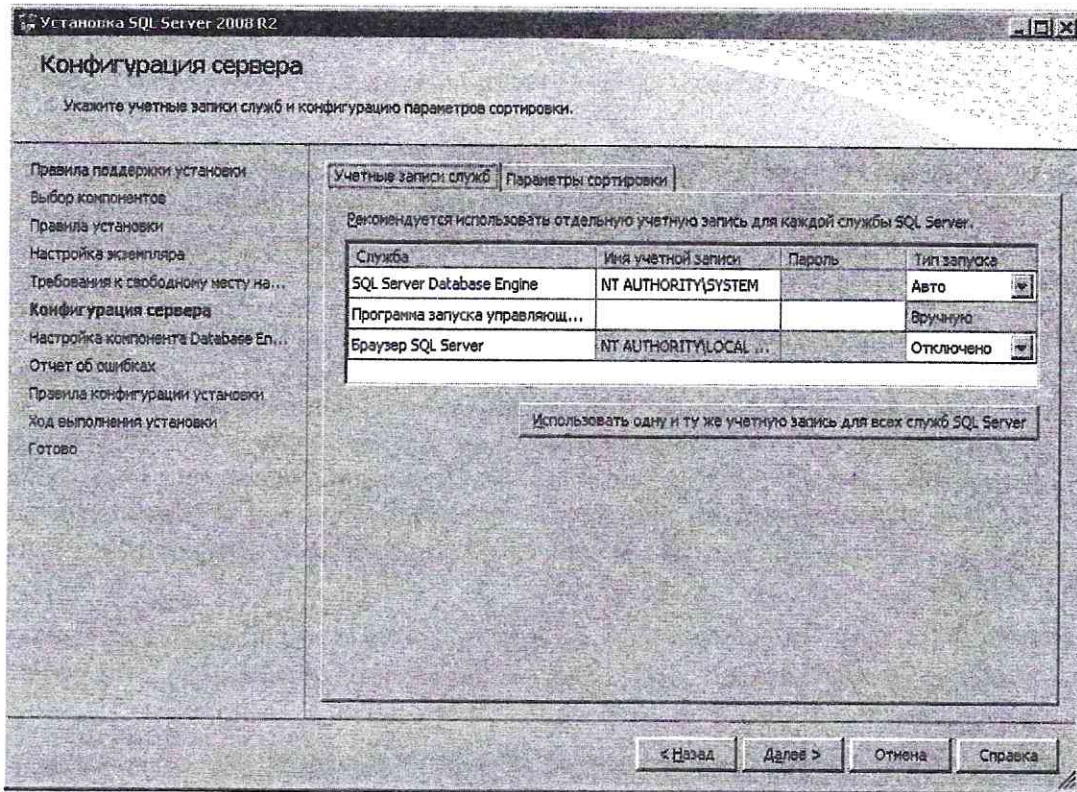 Установка SQL Server 2008 R2
Конфигурация сервера
Укажите учетные записи служб и конфигурацию параметров сортировки.
Правила поддержки установки
Выбор компонентов
Правила установки
Настройка экземпляра
Требования к свободному месту на...
Конфигурация сервера
Настройка компонента Database En...
Отчет об ошибках
Правила конфигурации установки
Ход выполнения установки
Готово
Учетные записи служб Параметры сортировки
Рекомендуется использовать отдельную учетную запись для каждой службы SQL Server.
Служба Имя учетной записи Пароль Тип запуска
SQL Server Database Engine NT AUTHORITY\SYSTEM Авто
Программа запуска управляющ... Вручную
Браузер SQL Server NT AUTHORITY\LOCAL ... Отключено
Использовать одну и ту же учетную запись для всех служб SQL Server
< Назад Далее > Отмена Справка